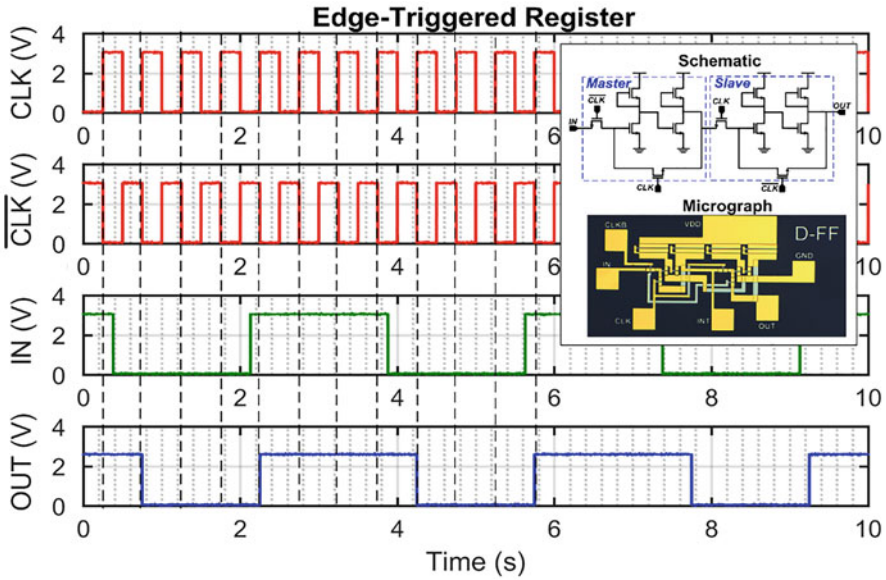 Edge-Triggered Register
CLK (V)
4
2
0
0 2 4 6
CLK (V)
4
2
0
0 2 4 6
IN (V)
4
2
0
0 2 4 6 8 10
OUT (V)
4
2
0
0 2 4 6 8 10
Time (s)
Schematic
Master
Slave
CLK
CLK
IN
OUT
CLK
CLK
Micrograph
CLKB
VDD
D-FF
IN
GND
CLK
INT
OUT